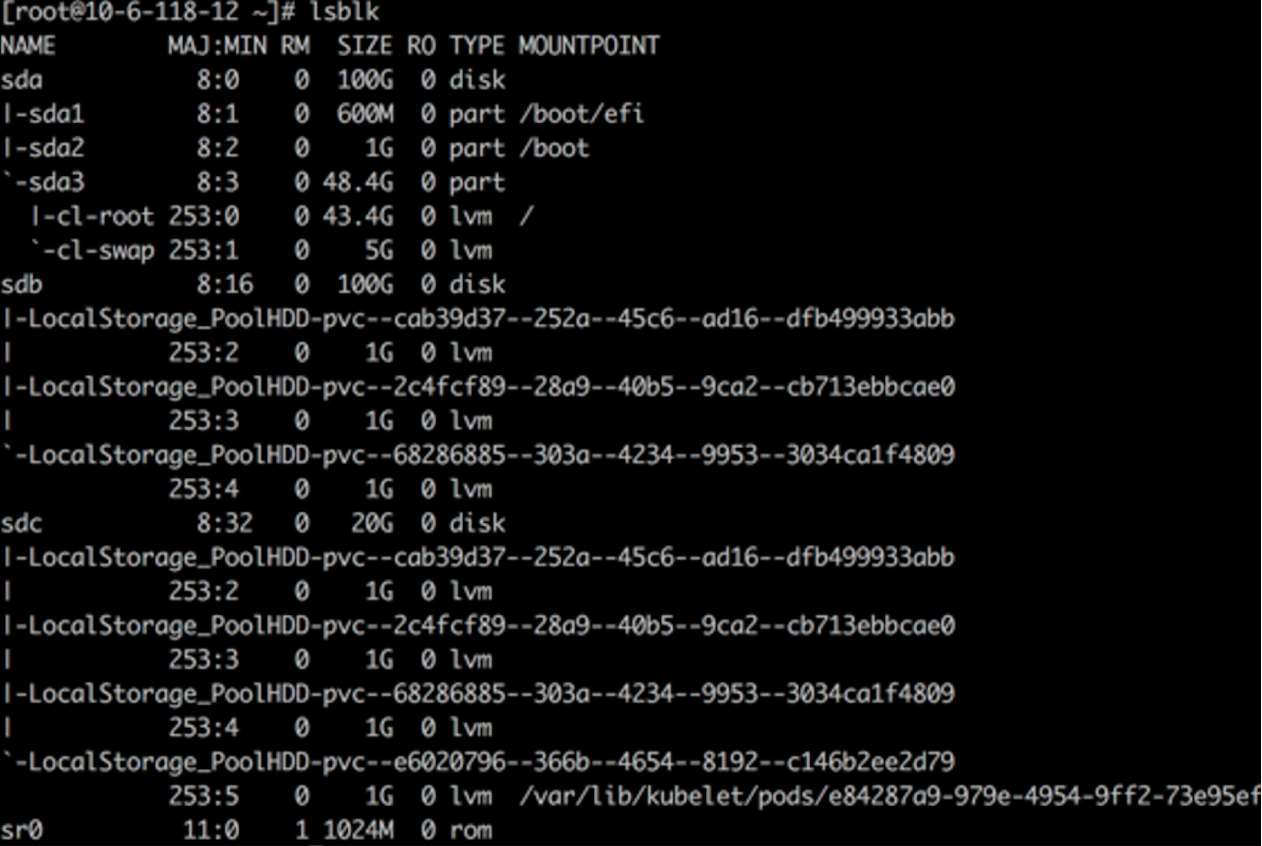 [root@10-6-118-12 ~]# lsblk
NAME        MAJ:MIN RM  SIZE RO TYPE MOUNTPOINT
sda           8:0    0  100G  0 disk
|-sda1        8:1    0  600M  0 part /boot/efi
|-sda2        8:2    0    1G  0 part /boot
`-sda3        8:3    0 48.4G  0 part
  |-cl-root 253:0    0 43.4G  0 lvm  /
  `-cl-swap 253:1    0    5G  0 lvm
sdb           8:16   0  100G  0 disk
|-LocalStorage_PoolHDD-pvc--cab39d37--252a--45c6--ad16--dfb499933abb
|           253:2    0    1G  0 lvm
|-LocalStorage_PoolHDD-pvc--2c4fcf89--28a9--40b5--9ca2--cb713ebbcae0
|           253:3    0    1G  0 lvm
`-LocalStorage_PoolHDD-pvc--68286885--303a--4234--9953--3034ca1f4809
            253:4    0    1G  0 lvm
sdc           8:32   0   20G  0 disk
|-LocalStorage_PoolHDD-pvc--cab39d37--252a--45c6--ad16--dfb499933abb
|           253:2    0    1G  0 lvm
|-LocalStorage_PoolHDD-pvc--2c4fcf89--28a9--40b5--9ca2--cb713ebbcae0
|           253:3    0    1G  0 lvm
|-LocalStorage_PoolHDD-pvc--68286885--303a--4234--9953--3034ca1f4809
|           253:4    0    1G  0 lvm
`-LocalStorage_PoolHDD-pvc--e6020796--366b--4654--8192--c146b2ee2d79
            253:5    0    1G  0 lvm  /var/lib/kubelet/pods/e84287a9-979e-4954-9ff2-73e95ef
sr0          11:0    1 1024M  0 rom